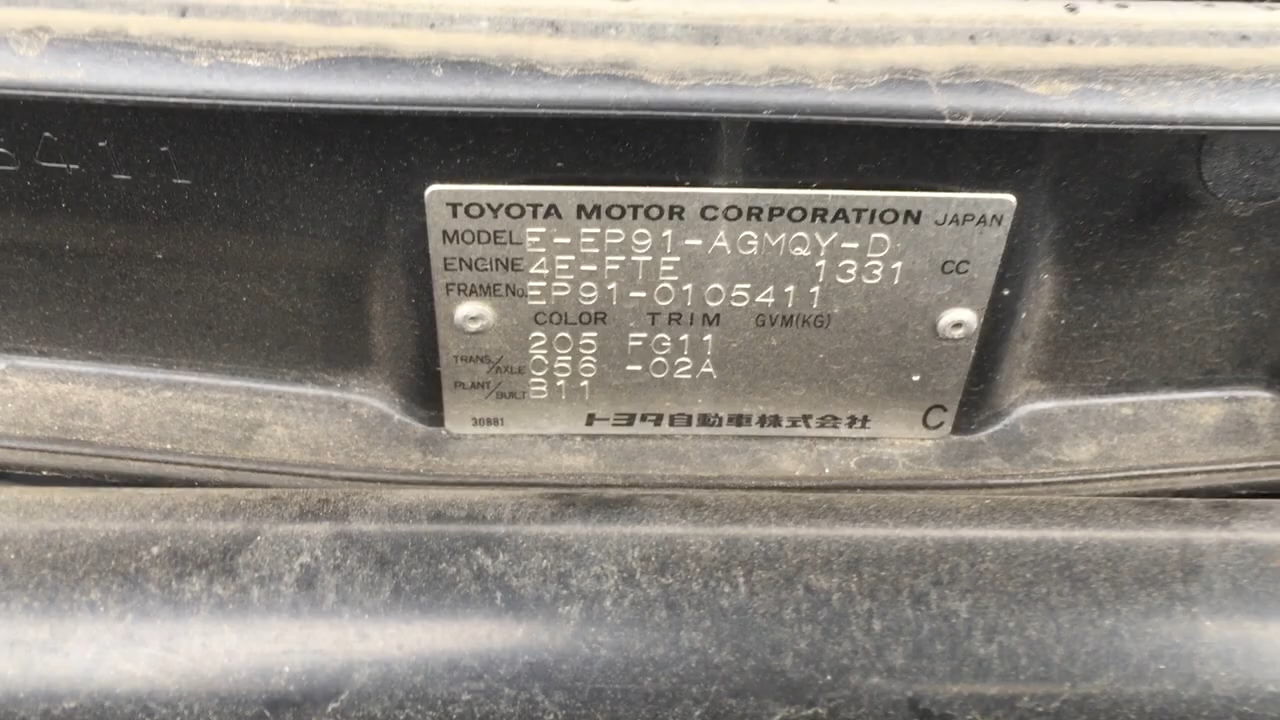 5411
TOYOTA MOTOR CORPORATION JAPAN
MODEL E-EP91-AGMQY-D
ENGINE 4E-FTE 1331 CC
FRAME No. EP91-0105411
COLOR TRIM GVM(KG)
205 FG11
TRANS./AXLE C56 -02A
PLANT/BUILT B11
30881 トヨタ自動車株式会社 C